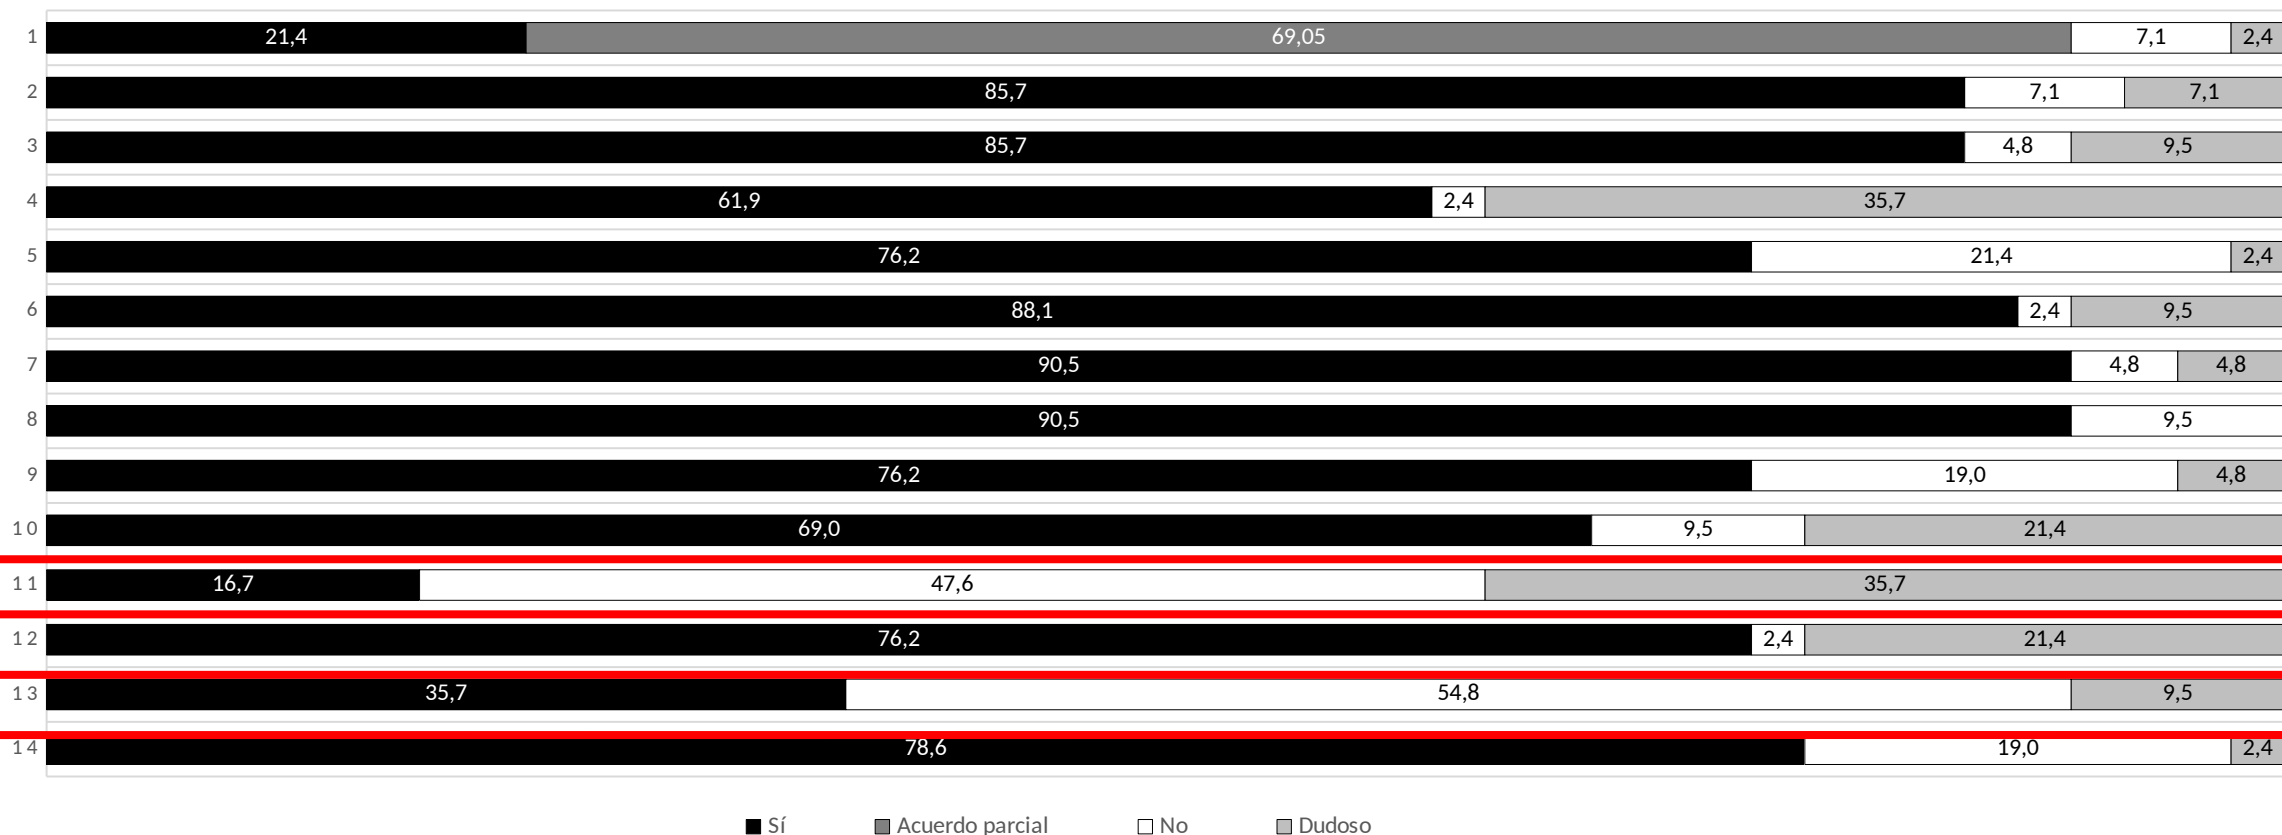 1 21,4 69,05 7,1 2,4
2 85,7 7,1 7,1
3 85,7 4,8 9,5
4 61,9 2,4 35,7
5 76,2 21,4 2,4
6 88,1 2,4 9,5
7 90,5 4,8 4,8
8 90,5 9,5
9 76,2 19,0 4,8
10 69,0 9,5 21,4
11 16,7 47,6 35,7
12 76,2 2,4 21,4
13 35,7 54,8 9,5
14 78,6 19,0 2,4
Sí Acuerdo parcial No Dudoso